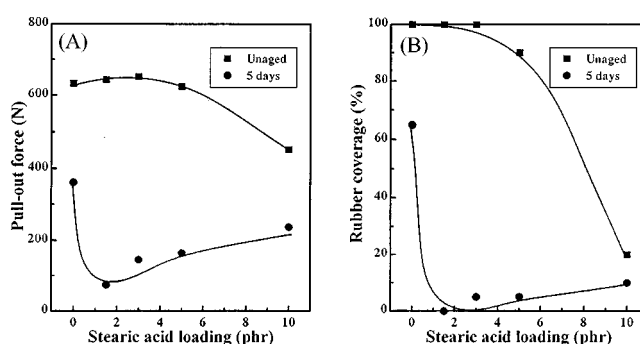 (A)
Pull-out force (N)
800
600
400
200
0
Unaged
5 days
0 2 4 6 8 10
Stearic acid loading (phr)
(B)
Rubber coverage (%)
100
80
60
40
20
0
Unaged
5 days
0 2 4 6 8 10
Stearic acid loading (phr)